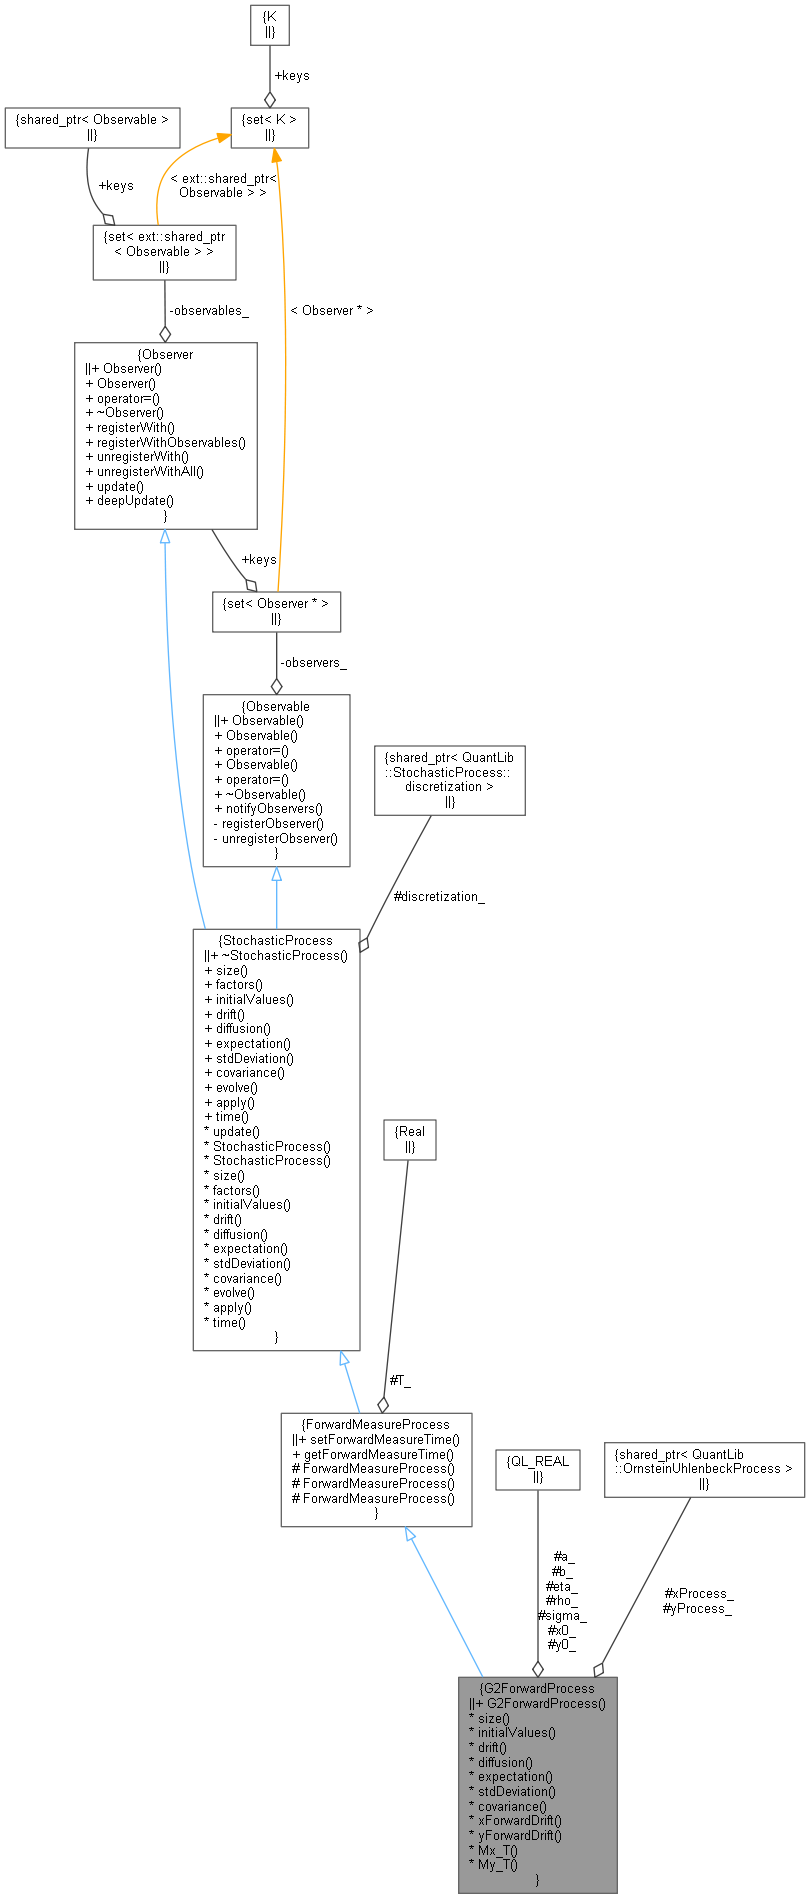 {K
||}
+keys
{shared_ptr< Observable >
||}
{set< K >
||}
+keys
< ext::shared_ptr<
Observable > >
{set< ext::shared_ptr
< Observable > >
||}
-observables_
< Observer * >
{Observer
||+ Observer()
+ Observer()
+ operator=()
+ ~Observer()
+ registerWith()
+ registerWithObservables()
+ unregisterWith()
+ unregisterWithAll()
+ update()
+ deepUpdate()
}
+keys
{set< Observer * >
||}
-observers_
{Observable
||+ Observable()
+ Observable()
+ operator=()
+ Observable()
+ operator=()
+ ~Observable()
+ notifyObservers()
- registerObserver()
- unregisterObserver()
}
{shared_ptr< QuantLib
::StochasticProcess::
discretization >
||}
#discretization_
{StochasticProcess
||+ ~StochasticProcess()
+ size()
+ factors()
+ initialValues()
+ drift()
+ diffusion()
+ expectation()
+ stdDeviation()
+ covariance()
+ evolve()
+ apply()
+ time()
* update()
* StochasticProcess()
* StochasticProcess()
* size()
* factors()
* initialValues()
* drift()
* diffusion()
* expectation()
* stdDeviation()
* covariance()
* evolve()
* apply()
* time()
}
{Real
||}
#T_
{ForwardMeasureProcess
||+ setForwardMeasureTime()
+ getForwardMeasureTime()
# ForwardMeasureProcess()
# ForwardMeasureProcess()
# ForwardMeasureProcess()
}
{QL_REAL
||}
{shared_ptr< QuantLib
::OrnsteinUhlenbeckProcess >
||}
#a_
#b_
#eta_
#rho_
#sigma_
#x0_
#y0_
#xProcess_
#yProcess_
{G2ForwardProcess
||+ G2ForwardProcess()
* size()
* initialValues()
* drift()
* diffusion()
* expectation()
* stdDeviation()
* covariance()
* xForwardDrift()
* yForwardDrift()
* Mx_T()
* My_T()
}